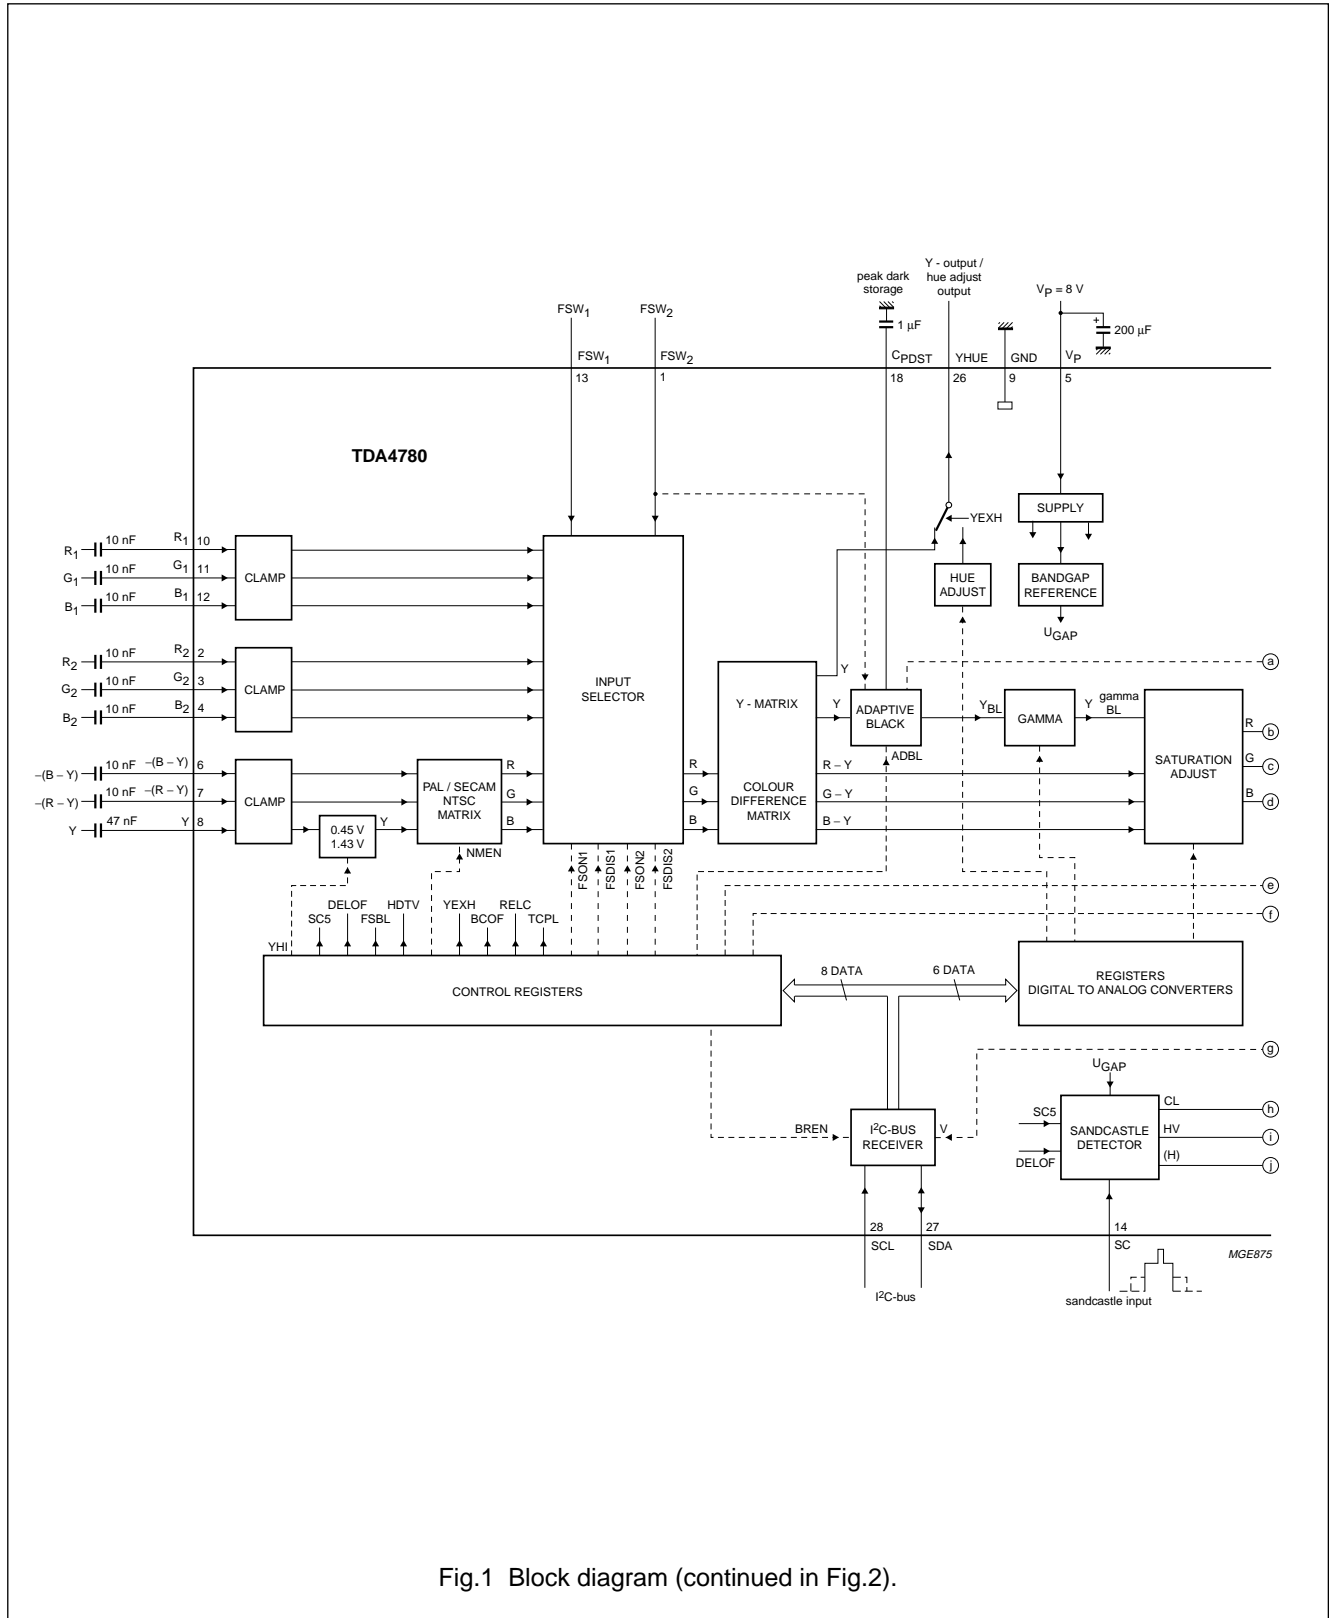 Y - output /
hue adjust
output
peak dark
storage
1 µF
VP = 8 V
+
200 µF
FSW1
FSW2
FSW1
FSW2
CPDST
YHUE
GND
VP
13
1
18
26
9
5
TDA4780
SUPPLY
YEXH
HUE
ADJUST
BANDGAP
REFERENCE
UGAP
R1 10 nF R1 10
G1 10 nF G1 11
B1 10 nF B1 12
CLAMP
R2 10 nF R2 2
G2 10 nF G2 3
B2 10 nF B2 4
CLAMP
–(B – Y) 10 nF –(B – Y) 6
–(R – Y) 10 nF –(R – Y) 7
Y 47 nF Y 8
CLAMP
0.45 V
1.43 V
Y
PAL / SECAM
NTSC
MATRIX
NMEN
R
G
B
INPUT
SELECTOR
R
G
B
Y - MATRIX
COLOUR
DIFFERENCE
MATRIX
Y
Y
R – Y
G – Y
B – Y
ADAPTIVE
BLACK
ADBL
YBL
GAMMA
Y
gamma
BL
SATURATION
ADJUST
R
G
B
a
b
c
d
e
f
FSON1
FSDIS1
FSON2
FSDIS2
YHI
SC5
DELOF
FSBL
HDTV
YEXH
BCOF
RELC
TCPL
CONTROL REGISTERS
8 DATA
6 DATA
REGISTERS
DIGITAL TO ANALOG CONVERTERS
g
UGAP
BREN
I2C-BUS
RECEIVER
V
SC5
DELOF
SANDCASTLE
DETECTOR
CL
HV
(H)
h
i
j
28
27
14
SCL
SDA
SC
MGE875
I2C-bus
sandcastle input
Fig.1 Block diagram (continued in Fig.2).